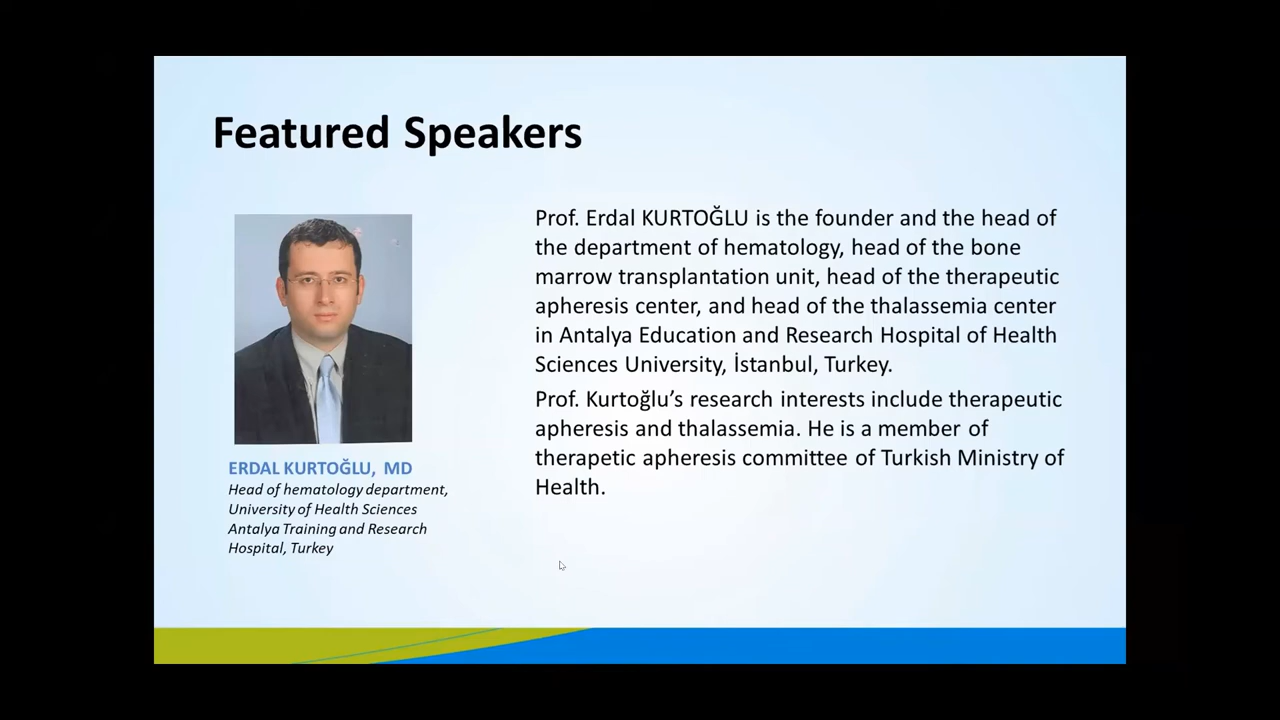 Featured Speakers
ERDAL KURTOĞLU, MD
Head of hematology department,
University of Health Sciences
Antalya Training and Research
Hospital, Turkey
Prof. Erdal KURTOĞLU is the founder and the head of
the department of hematology, head of the bone
marrow transplantation unit, head of the therapeutic
apheresis center, and head of the thalassemia center
in Antalya Education and Research Hospital of Health
Sciences University, İstanbul, Turkey.
Prof. Kurtoğlu’s research interests include therapeutic
apheresis and thalassemia. He is a member of
therapetic apheresis committee of Turkish Ministry of
Health.